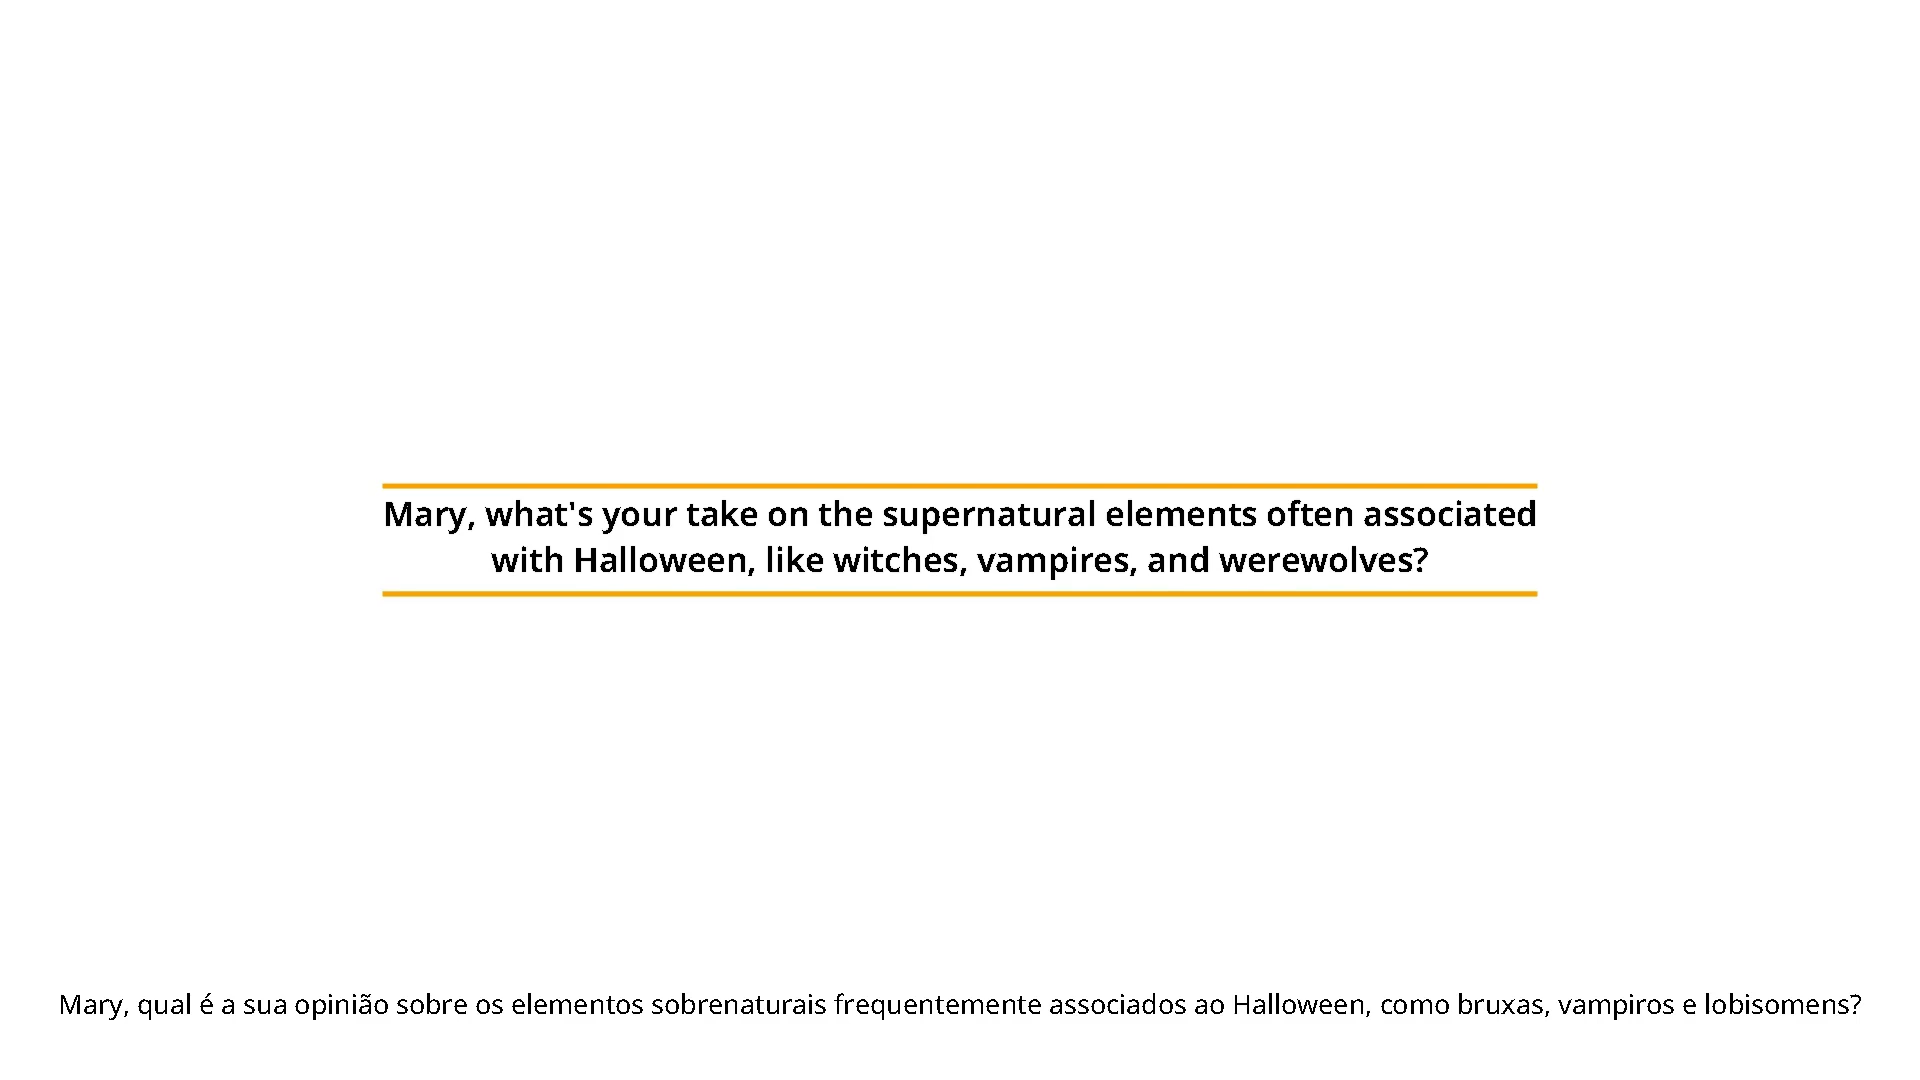 Mary, what's your take on the supernatural elements often associated
with Halloween, like witches, vampires, and werewolves?
Mary, qual é a sua opinião sobre os elementos sobrenaturais frequentemente associados ao Halloween, como bruxas, vampiros e lobisomens?